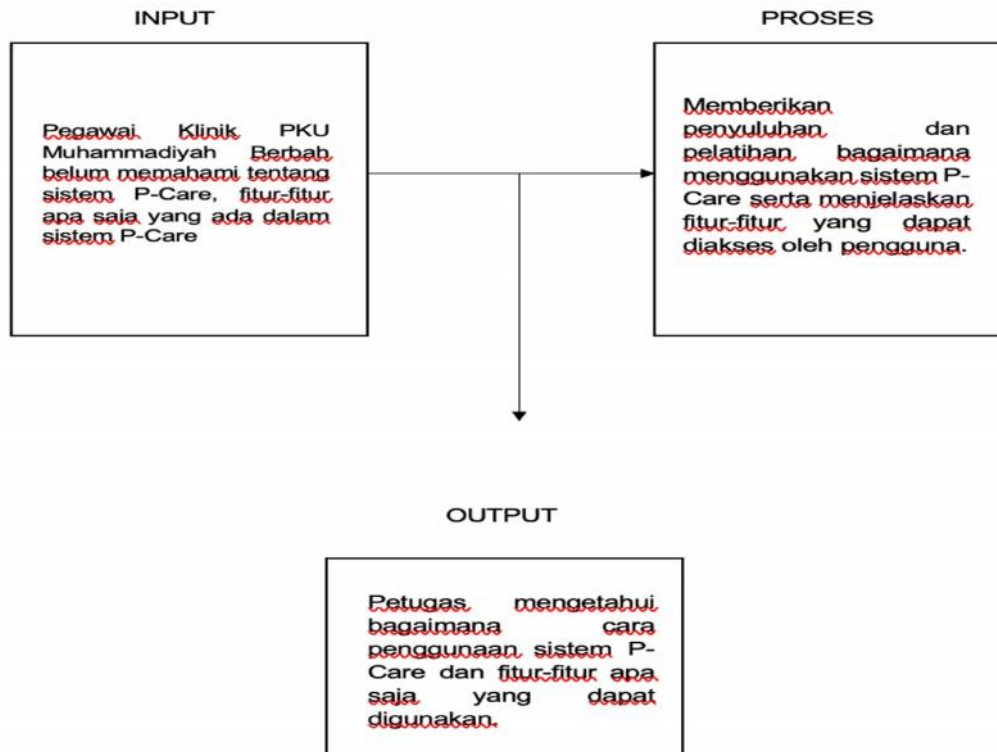 INPUT
Pegawai Klinik PKU
Muhammadiyah Berbah
belum memahami tentang
sistem P-Care, fitur-fitur
apa saja yang ada dalam
sistem P-Care
PROSES
Memberikan
penyuluhan dan
pelatihan bagaimana
menggunakan sistem P-
Care serta menjelaskan
fitur-fitur yang dapat
diakses oleh pengguna.
OUTPUT
Petugas mengetahui
bagaimana cara
penggunaan sistem P-
Care dan fitur-fitur apa
saja yang dapat
digunakan.